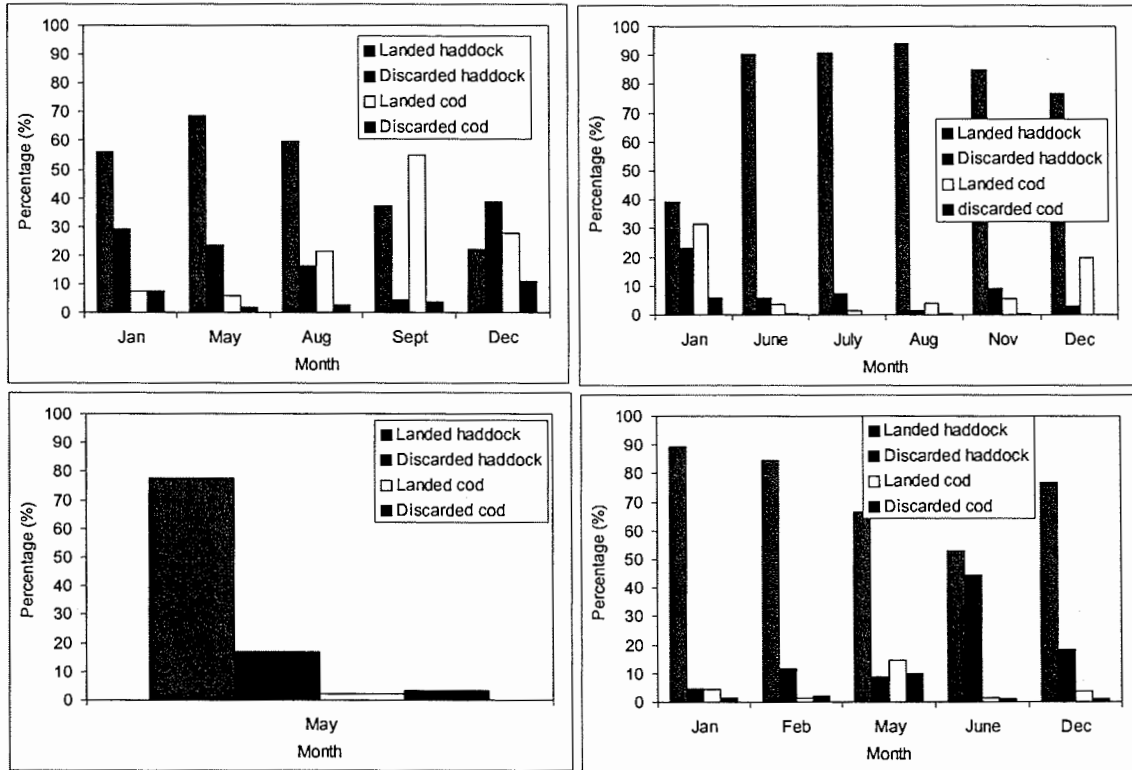 100
90
80
70
60
50
40
30
20
10
0
Percentage (%)
Landed haddock
Discarded haddock
Landed cod
Discarded cod
Jan May Aug Sept Dec
Month
100
90
80
70
60
50
40
30
20
10
0
Percentage (%)
Landed haddock
Discarded haddock
Landed cod
discarded cod
Jan June July Aug Nov Dec
Month
100
90
80
70
60
50
40
30
20
10
0
Percentage (%)
Landed haddock
Discarded haddock
Landed cod
Discarded cod
May
Month
100
90
80
70
60
50
40
30
20
10
0
Percentage (%)
Landed haddock
Discarded haddock
Landed cod
Discarded cod
Jan Feb May June Dec
Month